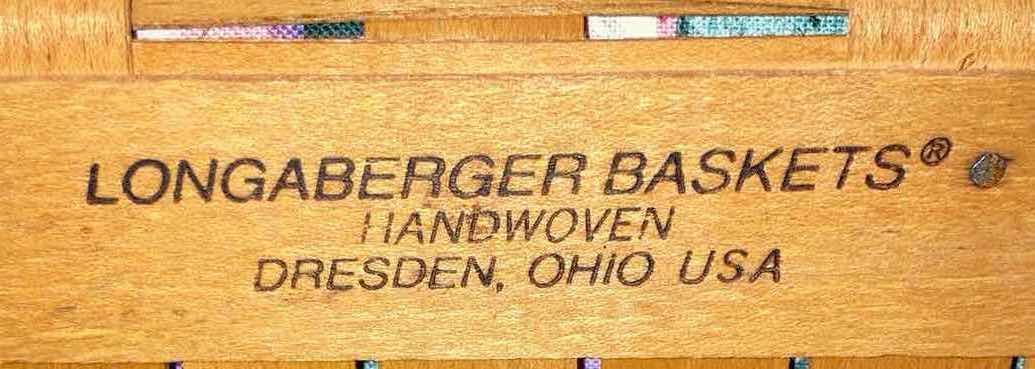 LONGABERGER BASKETS®
HANDWOVEN
DRESDEN, OHIO USA